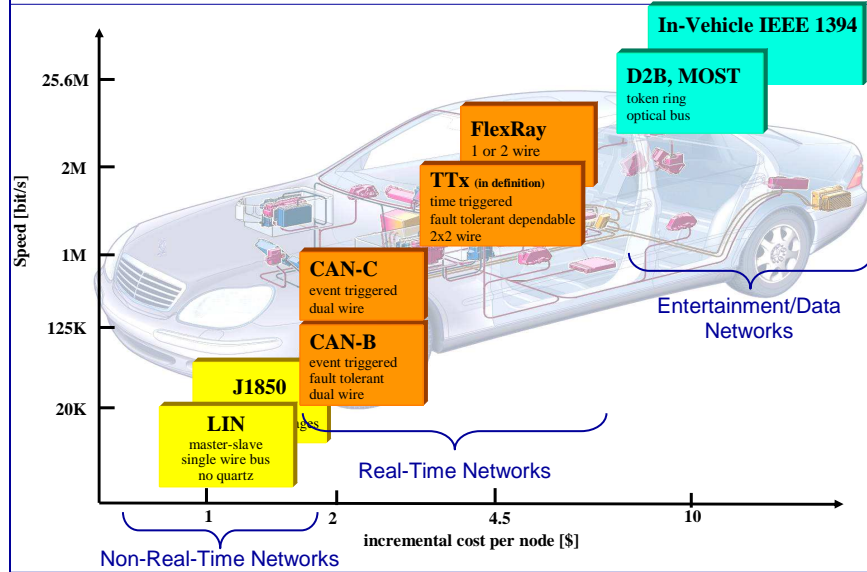 In-Vehicle IEEE 1394
25.6M
D2B, MOST
token ring
optical bus
FlexRay
1 or 2 wire
2M
TTx (in definition)
time triggered
fault tolerant dependable
2x2 wire
Speed [bit/s]
1M
CAN-C
event triggered
dual wire
Entertainment/Data
Networks
125K
CAN-B
event triggered
fault tolerant
dual wire
J1850
20K
LIN
master-slave
single wire bus
no quartz
Real-Time Networks
1
2
4.5
10
incremental cost per node [$]
Non-Real-Time Networks